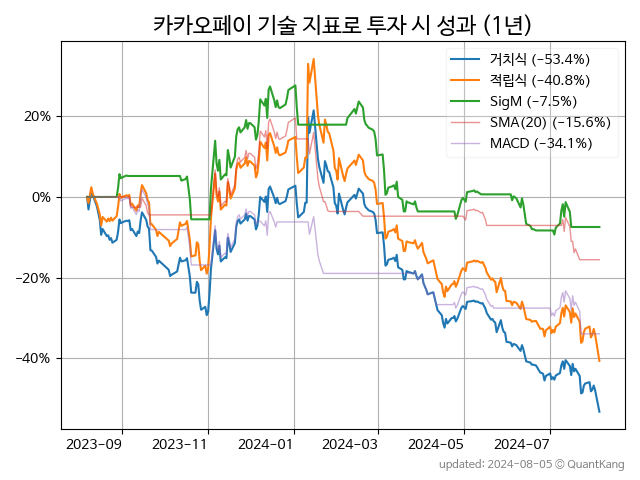 카카오페이 기술 지표로 투자 시 성과 (1년)
거치식 (−53.4%)
적립식 (−40.8%)
SigM (−7.5%)
SMA(20) (−15.6%)
MACD (−34.1%)
20%
0%
−20%
−40%
2023-09 2023-11 2024-01 2024-03 2024-05 2024-07
updated: 2024-08-05 © QuantKang